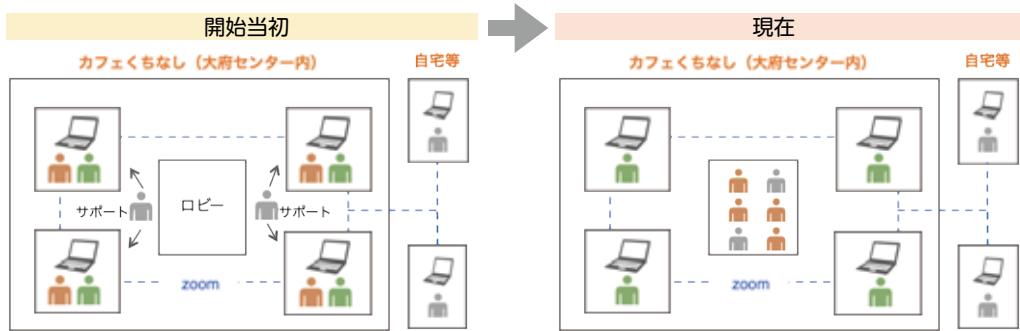 開始当初
現在
カフェくちなし（大府センター内）
自宅等
サポート
ロビー
サポート
zoom
カフェくちなし（大府センター内）
自宅等
zoom